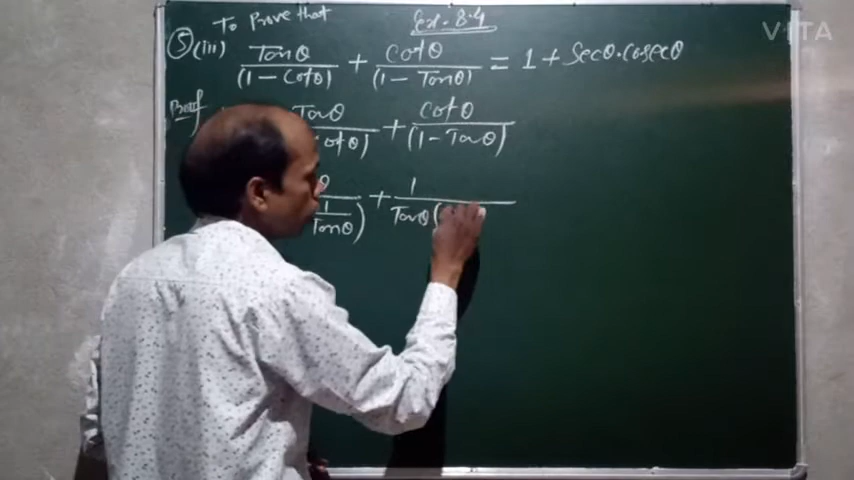 To Prove that Ex. 8.4
VITA
(5)(iii) Tanθ/(1 - Cotθ) + Cotθ/(1 - Tanθ) = 1 + Secθ.cosecθ
Proof Tanθ/ cotθ) + cotθ/(1 - Tanθ)
θ/ 1/Tanθ) + 1/Tanθ(